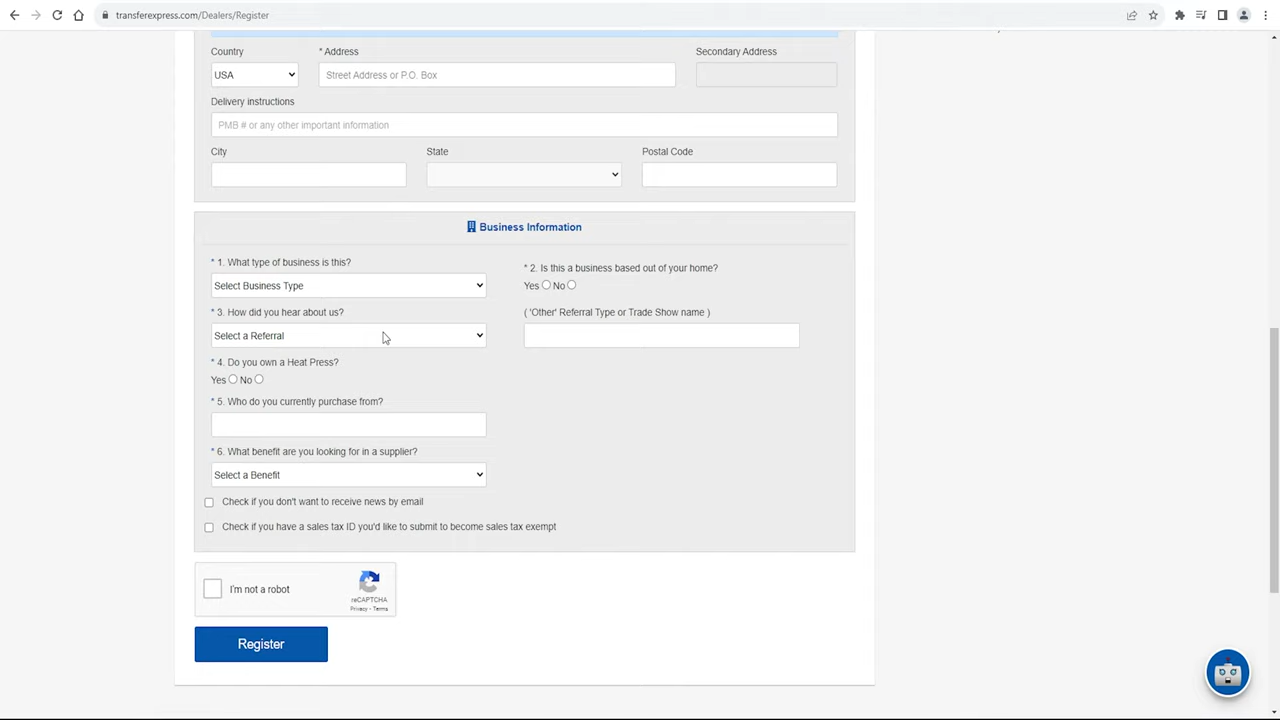 transferexpress.com/Dealers/Register
Country
* Address
Secondary Address
USA
Street Address or P.O. Box
Delivery instructions
PMB # or any other important information
City
State
Postal Code
Business Information
* 1. What type of business is this?
Select Business Type
* 2. Is this a business based out of your home?
Yes No
* 3. How did you hear about us?
Select a Referral
( 'Other' Referral Type or Trade Show name )
* 4. Do you own a Heat Press?
Yes No
* 5. Who do you currently purchase from?
* 6. What benefit are you looking for in a supplier?
Select a Benefit
Check if you don't want to receive news by email
Check if you have a sales tax ID you'd like to submit to become sales tax exempt
I'm not a robot
reCAPTCHA
Privacy - Terms
Register